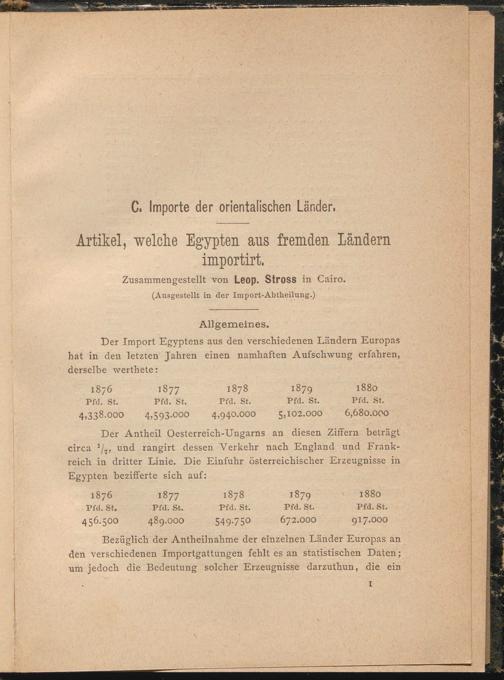 C. Importe der orientalischen Länder.
Artikel, welche Egypten aus fremden Ländern
importirt.
Zusammengestellt von Leop. Stross in Cairo.
(Ausgestellt in der Import-Abtheilung.)
Allgemeines.
Der Import Egyptens aus den verschiedenen Ländern Europas
hat in den letzten Jahren einen namhaften Aufschwung erfahren,
derselbe werthete:
1876 1877 1878 1879 1880
Pfd. St. Pfd. St. Pfd. St. Pfd. St. Pfd. St.
4,338.000 4,593.000 4,940.000 5,102.000 6,680.000
Der Antheil Oesterreich-Ungarns an diesen Ziffern beträgt
circa 1/7, und rangirt dessen Verkehr nach England und Frank-
reich in dritter Linie. Die Einfuhr österreichischer Erzeugnisse in
Egypten bezifferte sich auf:
1876 1877 1878 1879 1880
Pfd. St. Pfd. St. Pfd. St. Pfd. St. Pfd. St.
456.500 489.000 549.750 672.000 917.000
Bezüglich der Antheilnahme der einzelnen Länder Europas an
den verschiedenen Importgattungen fehlt es an statistischen Daten;
um jedoch die Bedeutung solcher Erzeugnisse darzuthun, die ein
1